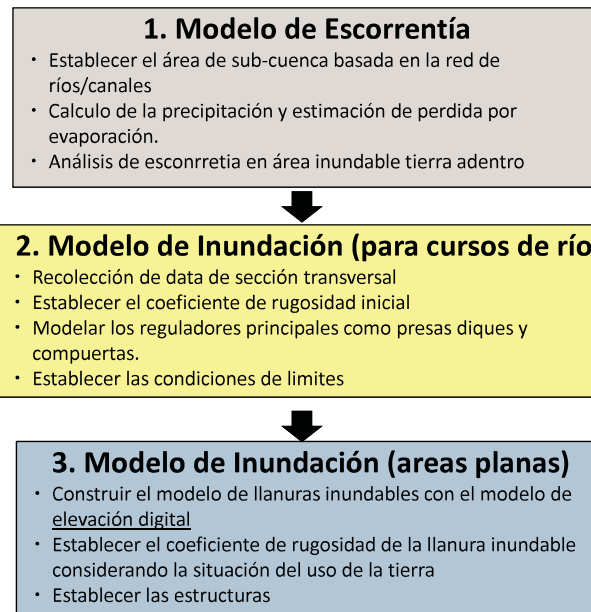 1. Modelo de Escorrentía
· Establecer el área de sub-cuenca basada en la red de
ríos/canales
· Calculo de la precipitación y estimación de perdida por
evaporación.
· Análisis de esconrretia en área inundable tierra adentro
2. Modelo de Inundación (para cursos de río
· Recolección de data de sección transversal
· Establecer el coeficiente de rugosidad inicial
· Modelar los reguladores principales como presas diques y
compuertas.
· Establecer las condiciones de limites
3. Modelo de Inundación (areas planas)
· Construir el modelo de llanuras inundables con el modelo de
elevación digital
· Establecer el coeficiente de rugosidad de la llanura inundable
considerando la situación del uso de la tierra
· Establecer las estructuras